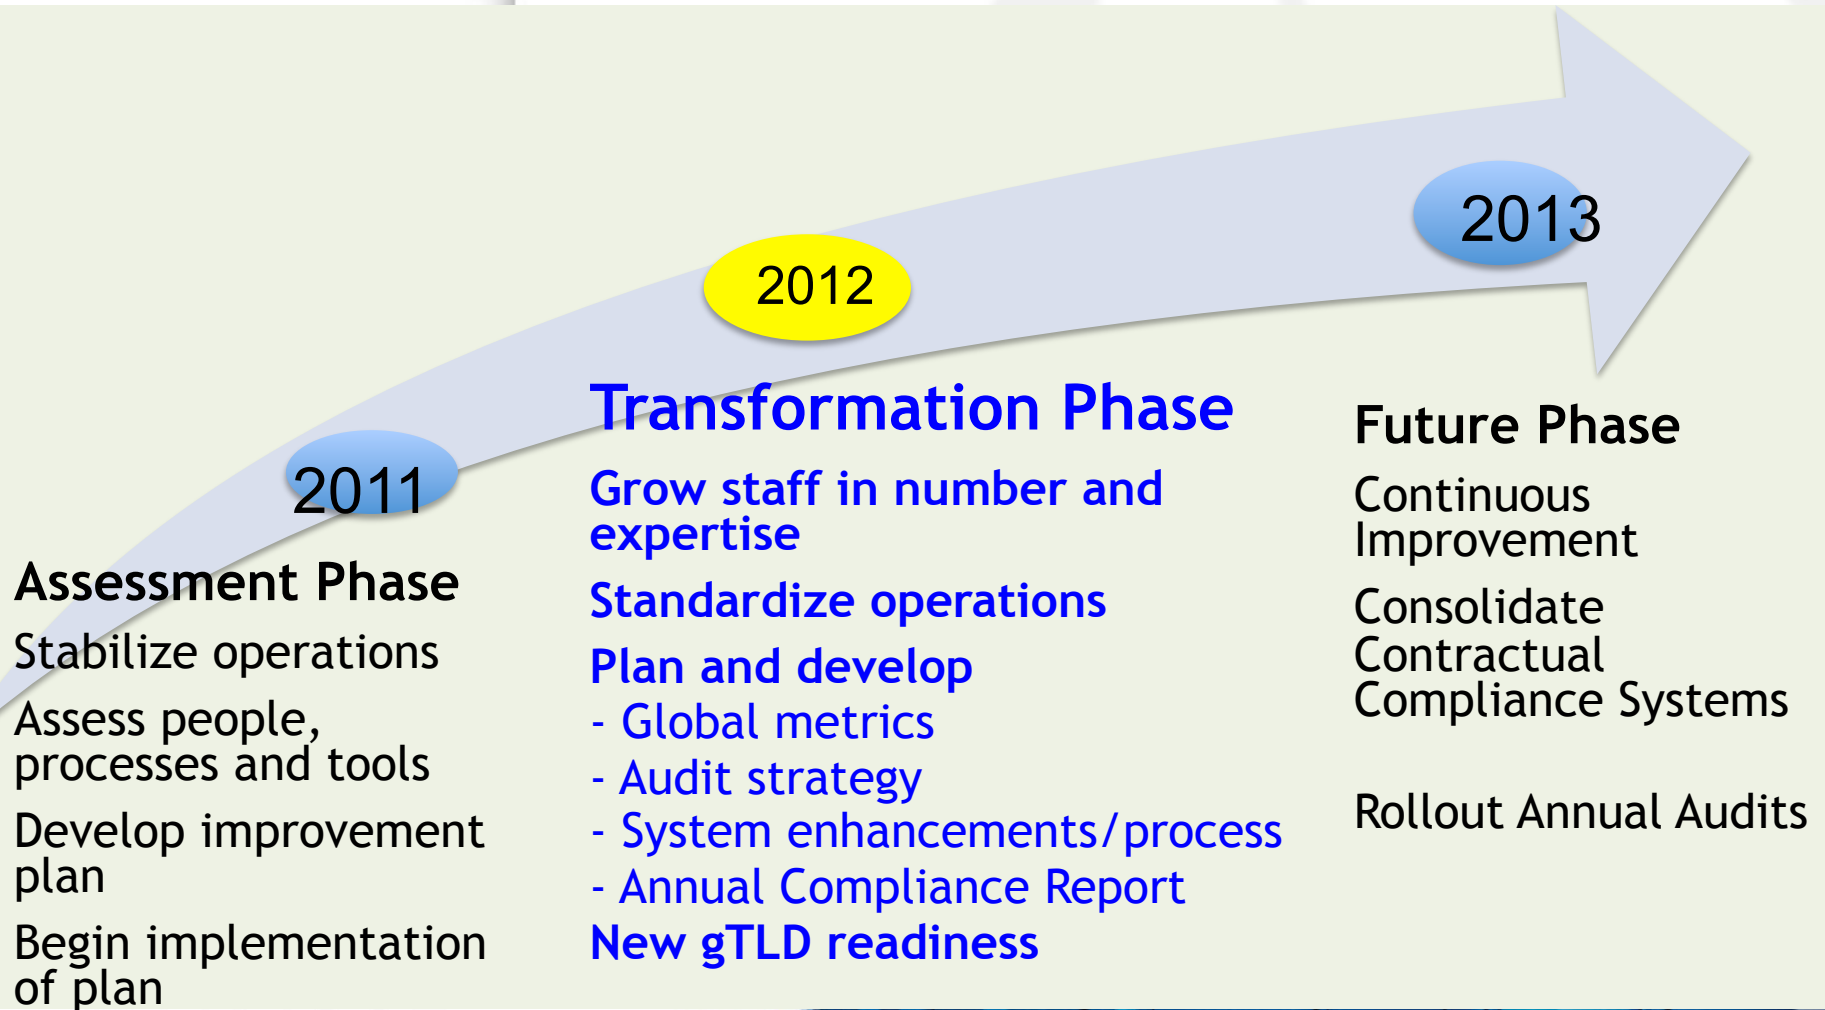 2011
Assessment Phase
Stabilize operations
Assess people,
processes and tools
Develop improvement
plan
Begin implementation
of plan
2012
Transformation Phase
Grow staff in number and
expertise
Standardize operations
Plan and develop
- Global metrics
- Audit strategy
- System enhancements/process
- Annual Compliance Report
New gTLD readiness
2013
Future Phase
Continuous
Improvement
Consolidate
Contractual
Compliance Systems
Rollout Annual Audits